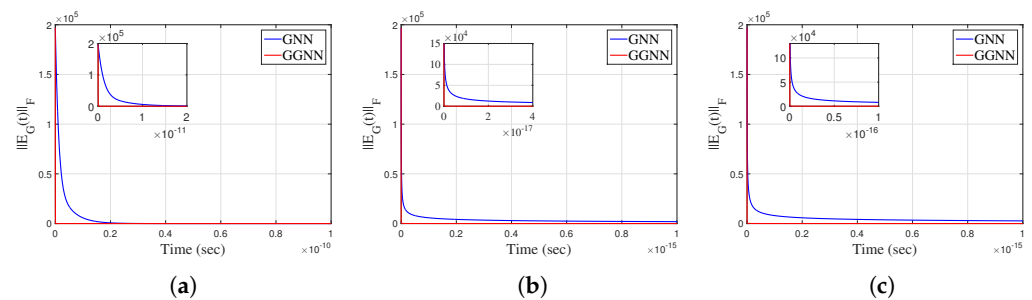 ×10^5
2
1.5
1
0.5
0
||E_G(t)||_F
GNN
GGNN
×10^5
2
1
0
0 1 2
×10^-11
0 0.2 0.4 0.6 0.8 1
Time (sec)
×10^-10
(a)
×10^5
2
1.5
1
0.5
0
||E_G(t)||_F
GNN
GGNN
×10^4
15
10
5
0
0 2 4
×10^-17
0 0.2 0.4 0.6 0.8 1
Time (sec)
×10^-15
(b)
×10^5
2
1.5
1
0.5
0
||E_G(t)||_F
GNN
GGNN
×10^4
10
5
0
0 0.5 1
×10^-16
0 0.2 0.4 0.6 0.8 1
Time (sec)
×10^-15
(c)